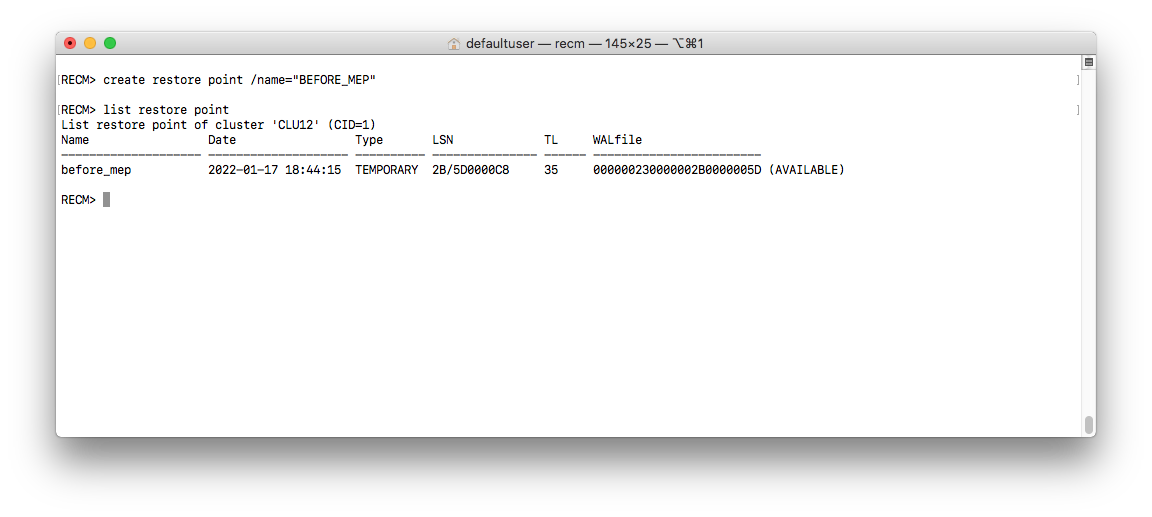 defaultuser — recm — 145×25 — ⌥⌘1
RECM> create restore point /name="BEFORE_MEP"
RECM> list restore point
List restore point of cluster 'CLU12' (CID=1)
Name Date Type LSN TL WALfile
-------------------- -------------------- ---------- --------------- ------ ------------------------
before_mep 2022-01-17 18:44:15 TEMPORARY 2B/5D0000C8 35 000000230000002B0000005D (AVAILABLE)
RECM>